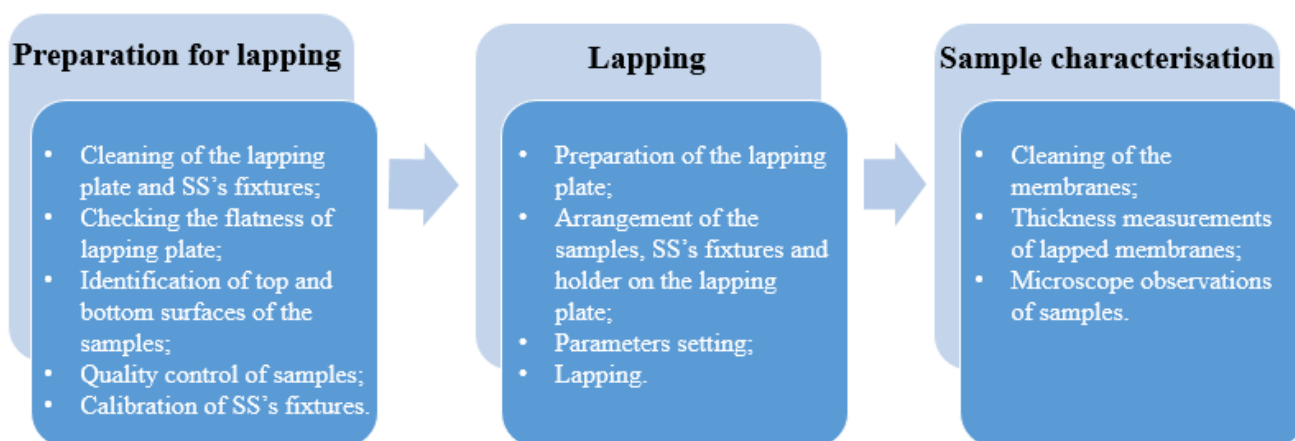 Preparation for lapping
• Cleaning of the lapping
plate and SS's fixtures;
• Checking the flatness of
lapping plate;
• Identification of top and
bottom surfaces of the
samples;
• Quality control of samples;
• Calibration of SS's fixtures.
Lapping
• Preparation of the lapping
plate;
• Arrangement of the
samples, SS's fixtures and
holder on the lapping
plate;
• Parameters setting;
• Lapping.
Sample characterisation
• Cleaning of the
membranes;
• Thickness measurements
of lapped membranes;
• Microscope observations
of samples.